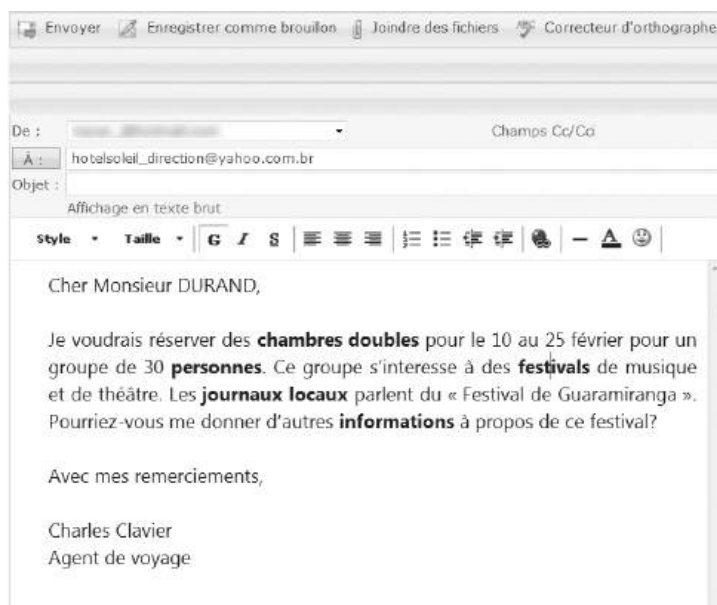 Envoyer Enregistrer comme brouillon Joindre des fichiers Correcteur d'orthographe
De : Champs Cc/Cci
À : hotelsoleil_direction@yahoo.com.br
Objet :
Affichage en texte brut
Style Taille G I S A
Cher Monsieur DURAND,
Je voudrais réserver des chambres doubles pour le 10 au 25 février pour un
groupe de 30 personnes. Ce groupe s'interesse à des festivals de musique
et de théâtre. Les journaux locaux parlent du « Festival de Guaramiranga ».
Pourriez-vous me donner d'autres informations à propos de ce festival?
Avec mes remerciements,
Charles Clavier
Agent de voyage